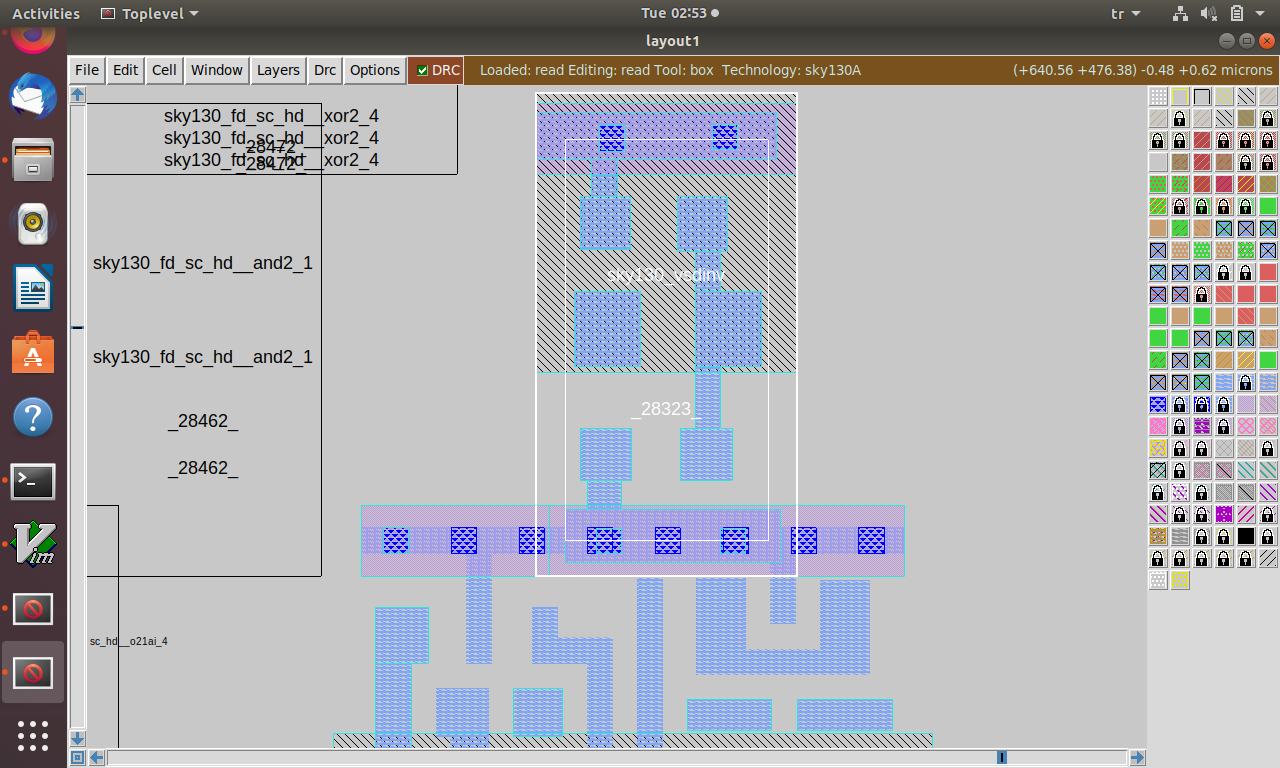 Activities Toplevel Tue 02:53 tr
layout1
File Edit Cell Window Layers Drc Options DRC Loaded: read Editing: read Tool: box Technology: sky130A (+640.56 +476.38) -0.48 +0.62 microns
sky130_fd_sc_hd__xor2_4
sky130_fd_sc_hd__xor2_4
_28472_
sky130_fd_sc_hd__xor2_4
_28472_
sky130_fd_sc_hd__and2_1
sky130_vsdinv
sky130_fd_sc_hd__and2_1
_28323_
_28462_
_28462_
sc_hd__o21ai_4